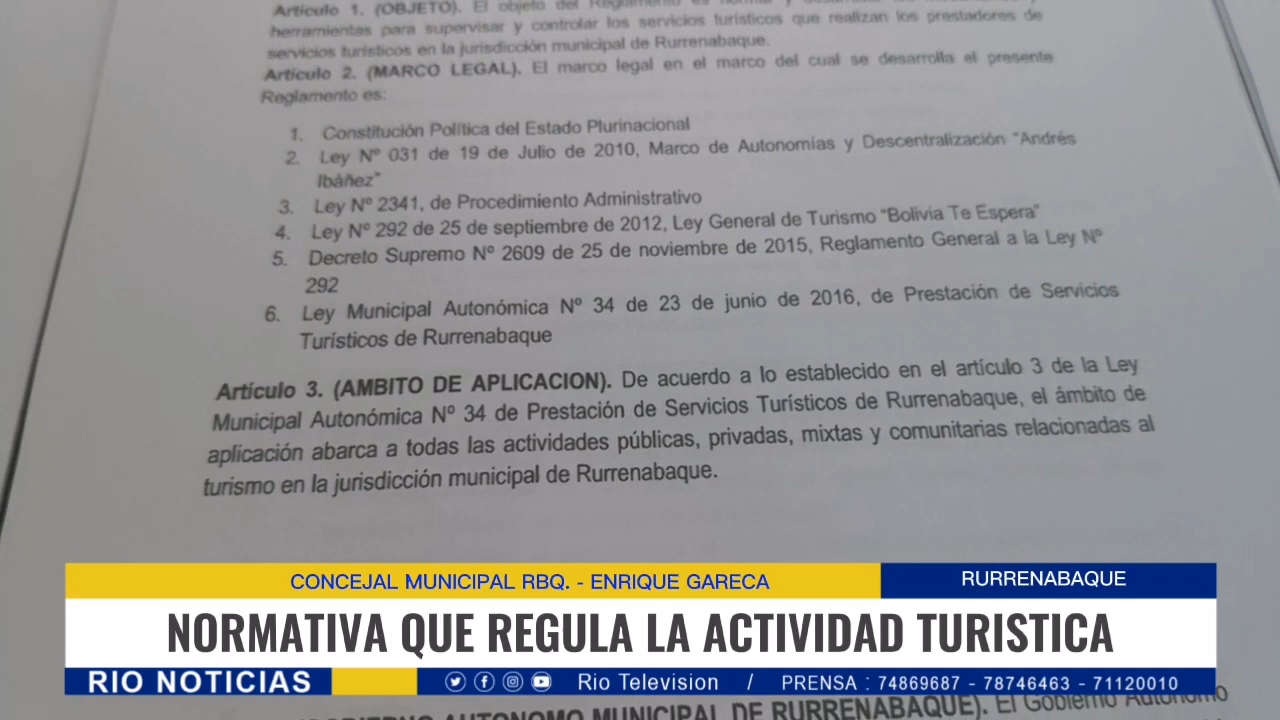 Artículo 1. (OBJETO). El objeto del Reglamento es normar y
herramientas para supervisar y controlar los servicios turísticos que realizan los prestadores de
servicios turísticos en la jurisdicción municipal de Rurrenabaque.
Artículo 2. (MARCO LEGAL). El marco legal en el marco del cual se desarrolla el presente
Reglamento es:
1. Constitución Política del Estado Plurinacional
2. Ley Nº 031 de 19 de Julio de 2010, Marco de Autonomías y Descentralización "Andrés
Ibáñez"
3. Ley Nº 2341, de Procedimiento Administrativo
4. Ley Nº 292 de 25 de septiembre de 2012, Ley General de Turismo "Bolivia Te Espera"
5. Decreto Supremo Nº 2609 de 25 de noviembre de 2015, Reglamento General a la Ley Nº
292
6. Ley Municipal Autonómica Nº 34 de 23 de junio de 2016, de Prestación de Servicios
Turísticos de Rurrenabaque
Artículo 3. (AMBITO DE APLICACION). De acuerdo a lo establecido en el artículo 3 de la Ley
Municipal Autonómica Nº 34 de Prestación de Servicios Turísticos de Rurrenabaque, el ámbito de
aplicación abarca a todas las actividades públicas, privadas, mixtas y comunitarias relacionadas al
turismo en la jurisdicción municipal de Rurrenabaque.
CONCEJAL MUNICIPAL RBQ. - ENRIQUE GARECA
RURRENABAQUE
NORMATIVA QUE REGULA LA ACTIVIDAD TURISTICA
RIO NOTICIAS
Rio Television / PRENSA : 74869687 - 78746463 - 71120010
AUTONOMO MUNICIPAL DE RURRENABAQUE). El Gobierno Autónomo